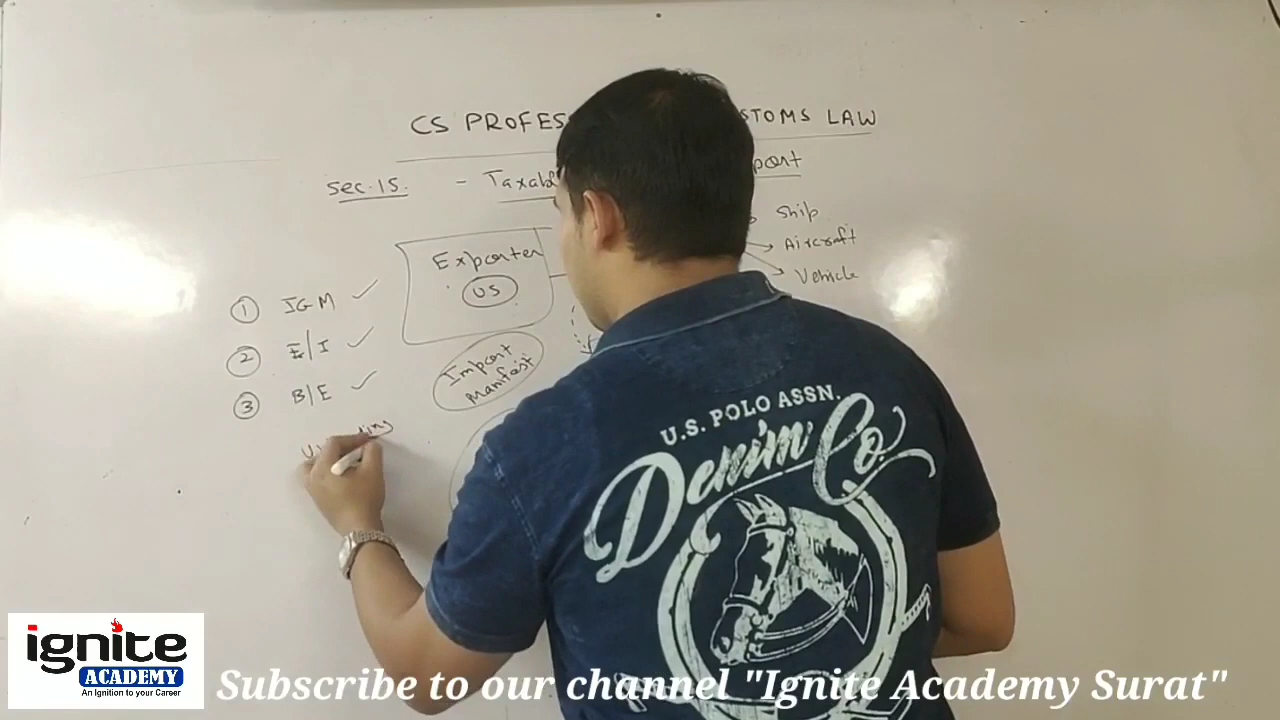 CS PROFES STOMS LAW
Sec.15. - Taxab port
Ship
Aircraft
Vehicle
Exporter
US
① IGM ✓
② E/I ✓
③ B/E ✓
Import
Manifest
U.S. POLO ASSN.
Denim Co.
ignite
ACADEMY
An Ignition to your Career
Subscribe to our channel "Ignite Academy Surat"